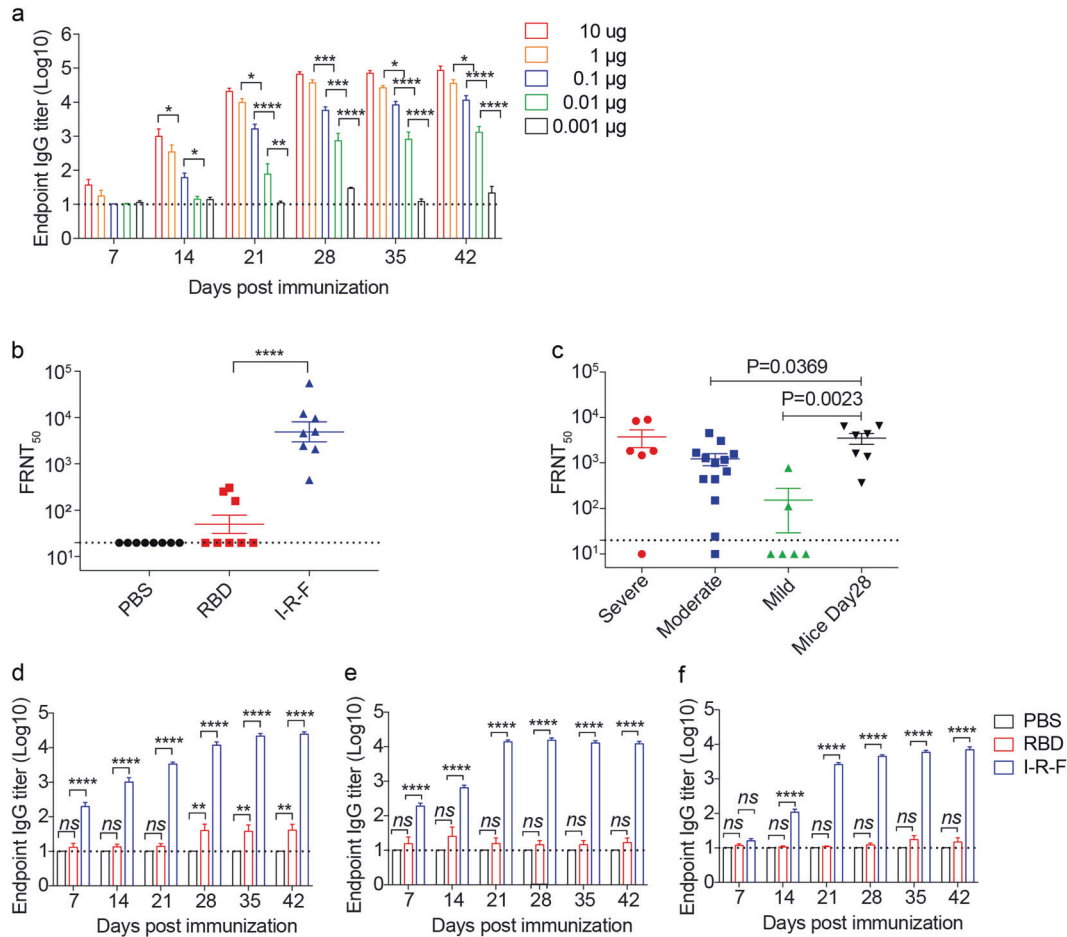 a
Endpoint IgG titer (Log10)
6
5
4
3
2
1
0
* * * **** ** *** *** **** * **** **** * **** ****
7 14 21 28 35 42
Days post immunization
10 ug
1 µg
0.1 µg
0.01 µg
0.001 µg
b
FRNT50
10^5
10^4
10^3
10^2
10^1
****
PBS RBD I-R-F
c
FRNT50
10^5
10^4
10^3
10^2
10^1
P=0.0369
P=0.0023
Severe Moderate Mild Mice Day28
d
Endpoint IgG titer (Log10)
5
4
3
2
1
0
ns **** ns **** ns **** ** **** ** **** ** ****
7 14 21 28 35 42
Days post immunization
e
Endpoint IgG titer (Log10)
5
4
3
2
1
0
ns **** ns **** ns **** ns **** ns **** ns ****
7 14 21 28 35 42
Days post immunization
f
Endpoint IgG titer (Log10)
5
4
3
2
1
0
ns ns ns **** ns **** ns **** ns **** ns ****
7 14 21 28 35 42
Days post immunization
PBS
RBD
I-R-F